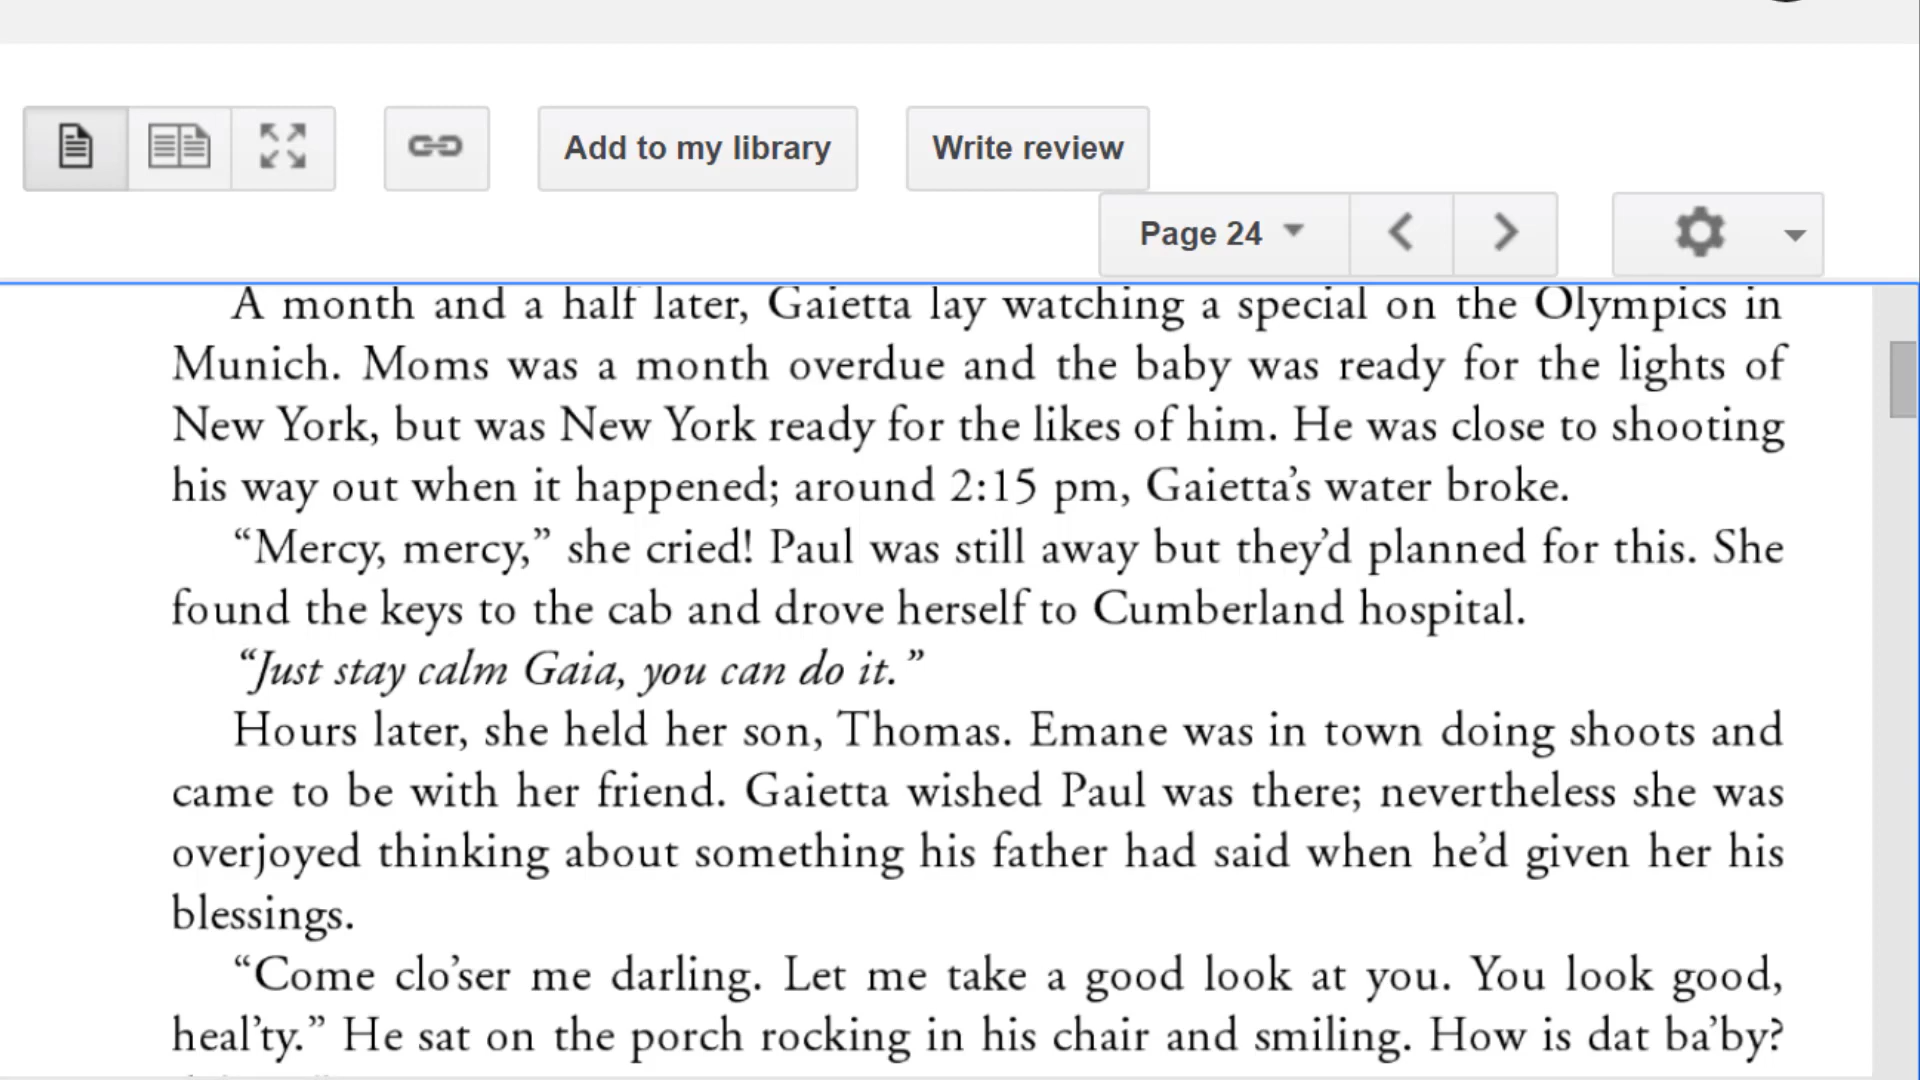 Add to my library
Write review
Page 24
A month and a half later, Gaietta lay watching a special on the Olympics in
Munich. Moms was a month overdue and the baby was ready for the lights of
New York, but was New York ready for the likes of him. He was close to shooting
his way out when it happened; around 2:15 pm, Gaietta’s water broke.
“Mercy, mercy,” she cried! Paul was still away but they’d planned for this. She
found the keys to the cab and drove herself to Cumberland hospital.
“Just stay calm Gaia, you can do it.”
Hours later, she held her son, Thomas. Emane was in town doing shoots and
came to be with her friend. Gaietta wished Paul was there; nevertheless she was
overjoyed thinking about something his father had said when he’d given her his
blessings.
“Come clo’ser me darling. Let me take a good look at you. You look good,
heal’ty.” He sat on the porch rocking in his chair and smiling. How is dat ba’by?